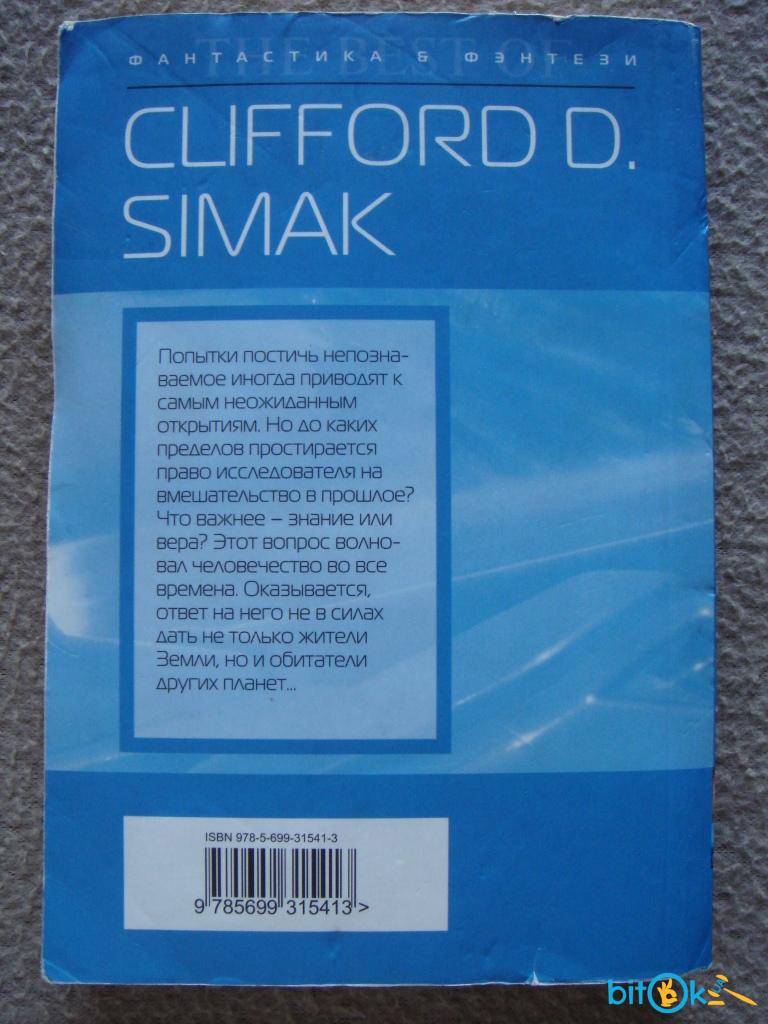 THE BEST OF
ФАНТАСТИКА & ФЭНТЕЗИ
CLIFFORD D.
SIMAK
Попытки постичь непозна-
ваемое иногда приводят к
самым неожиданным
открытиям. Но до каких
пределов простирается
право исследователя на
вмешательство в прошлое?
Что важнее – знание или
вера? Этот вопрос волно-
вал человечество во все
времена. Оказывается,
ответ на него не в силах
дать не только жители
Земли, но и обитатели
других планет...
ISBN 978-5-699-31541-3
9 785699 315413 >
bitOk.UA